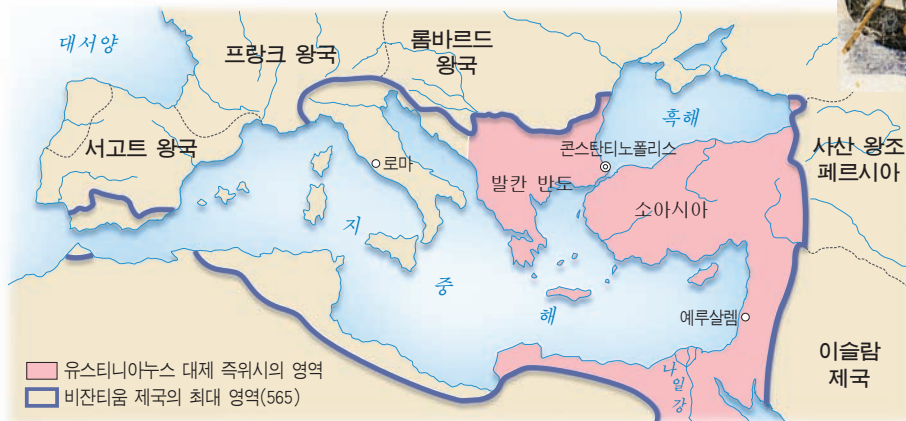 대서양
프랑크 왕국
롬바르드
왕국
흑해
서고트 왕국
로마
콘스탄티노폴리스
사산 왕조
페르시아
발칸 반도
소아시아
지
중
해
예루살렘
이슬람
제국
나일강
유스티니아누스 대제 즉위시의 영역
비잔티움 제국의 최대 영역(565)